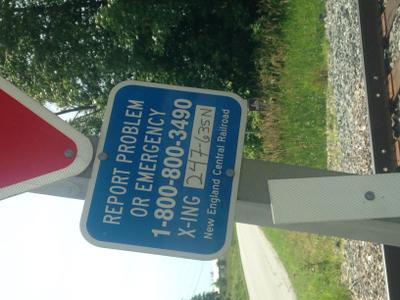 REPORT PROBLEM
OR EMERGENCY
1-800-800-3490
X-ING 247-635N
New England Central Railroad